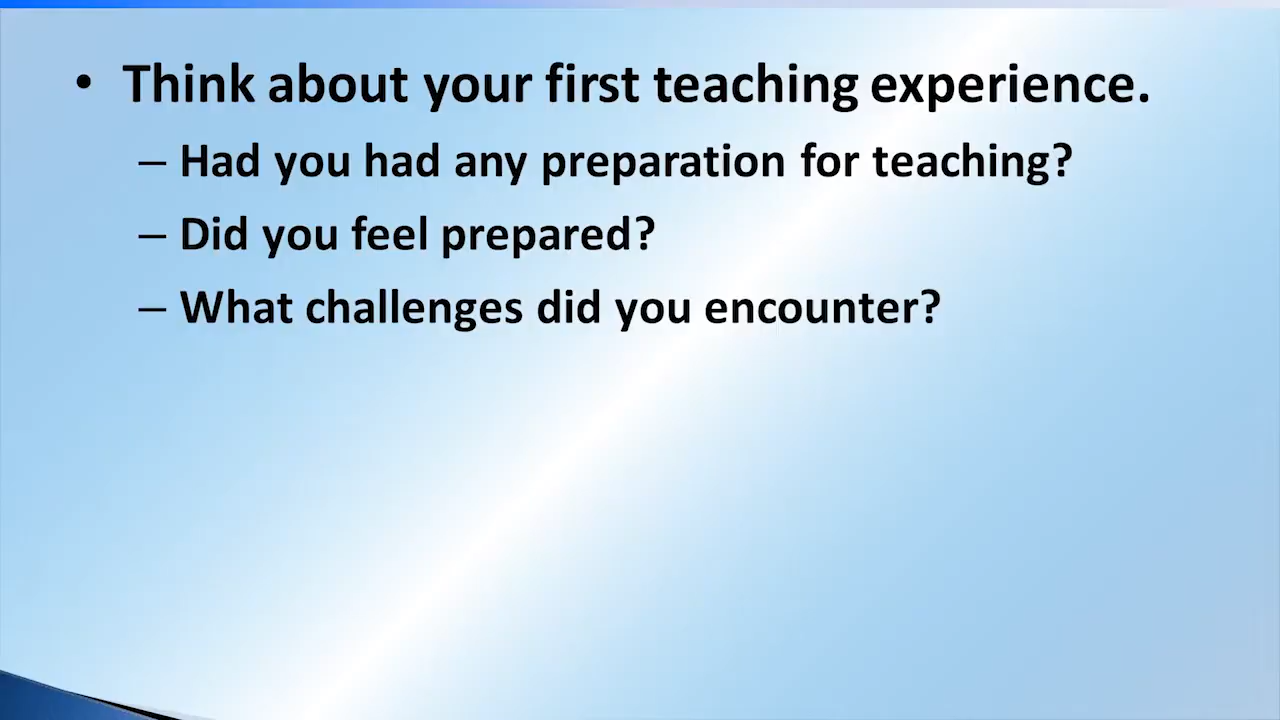 • Think about your first teaching experience.
– Had you had any preparation for teaching?
– Did you feel prepared?
– What challenges did you encounter?